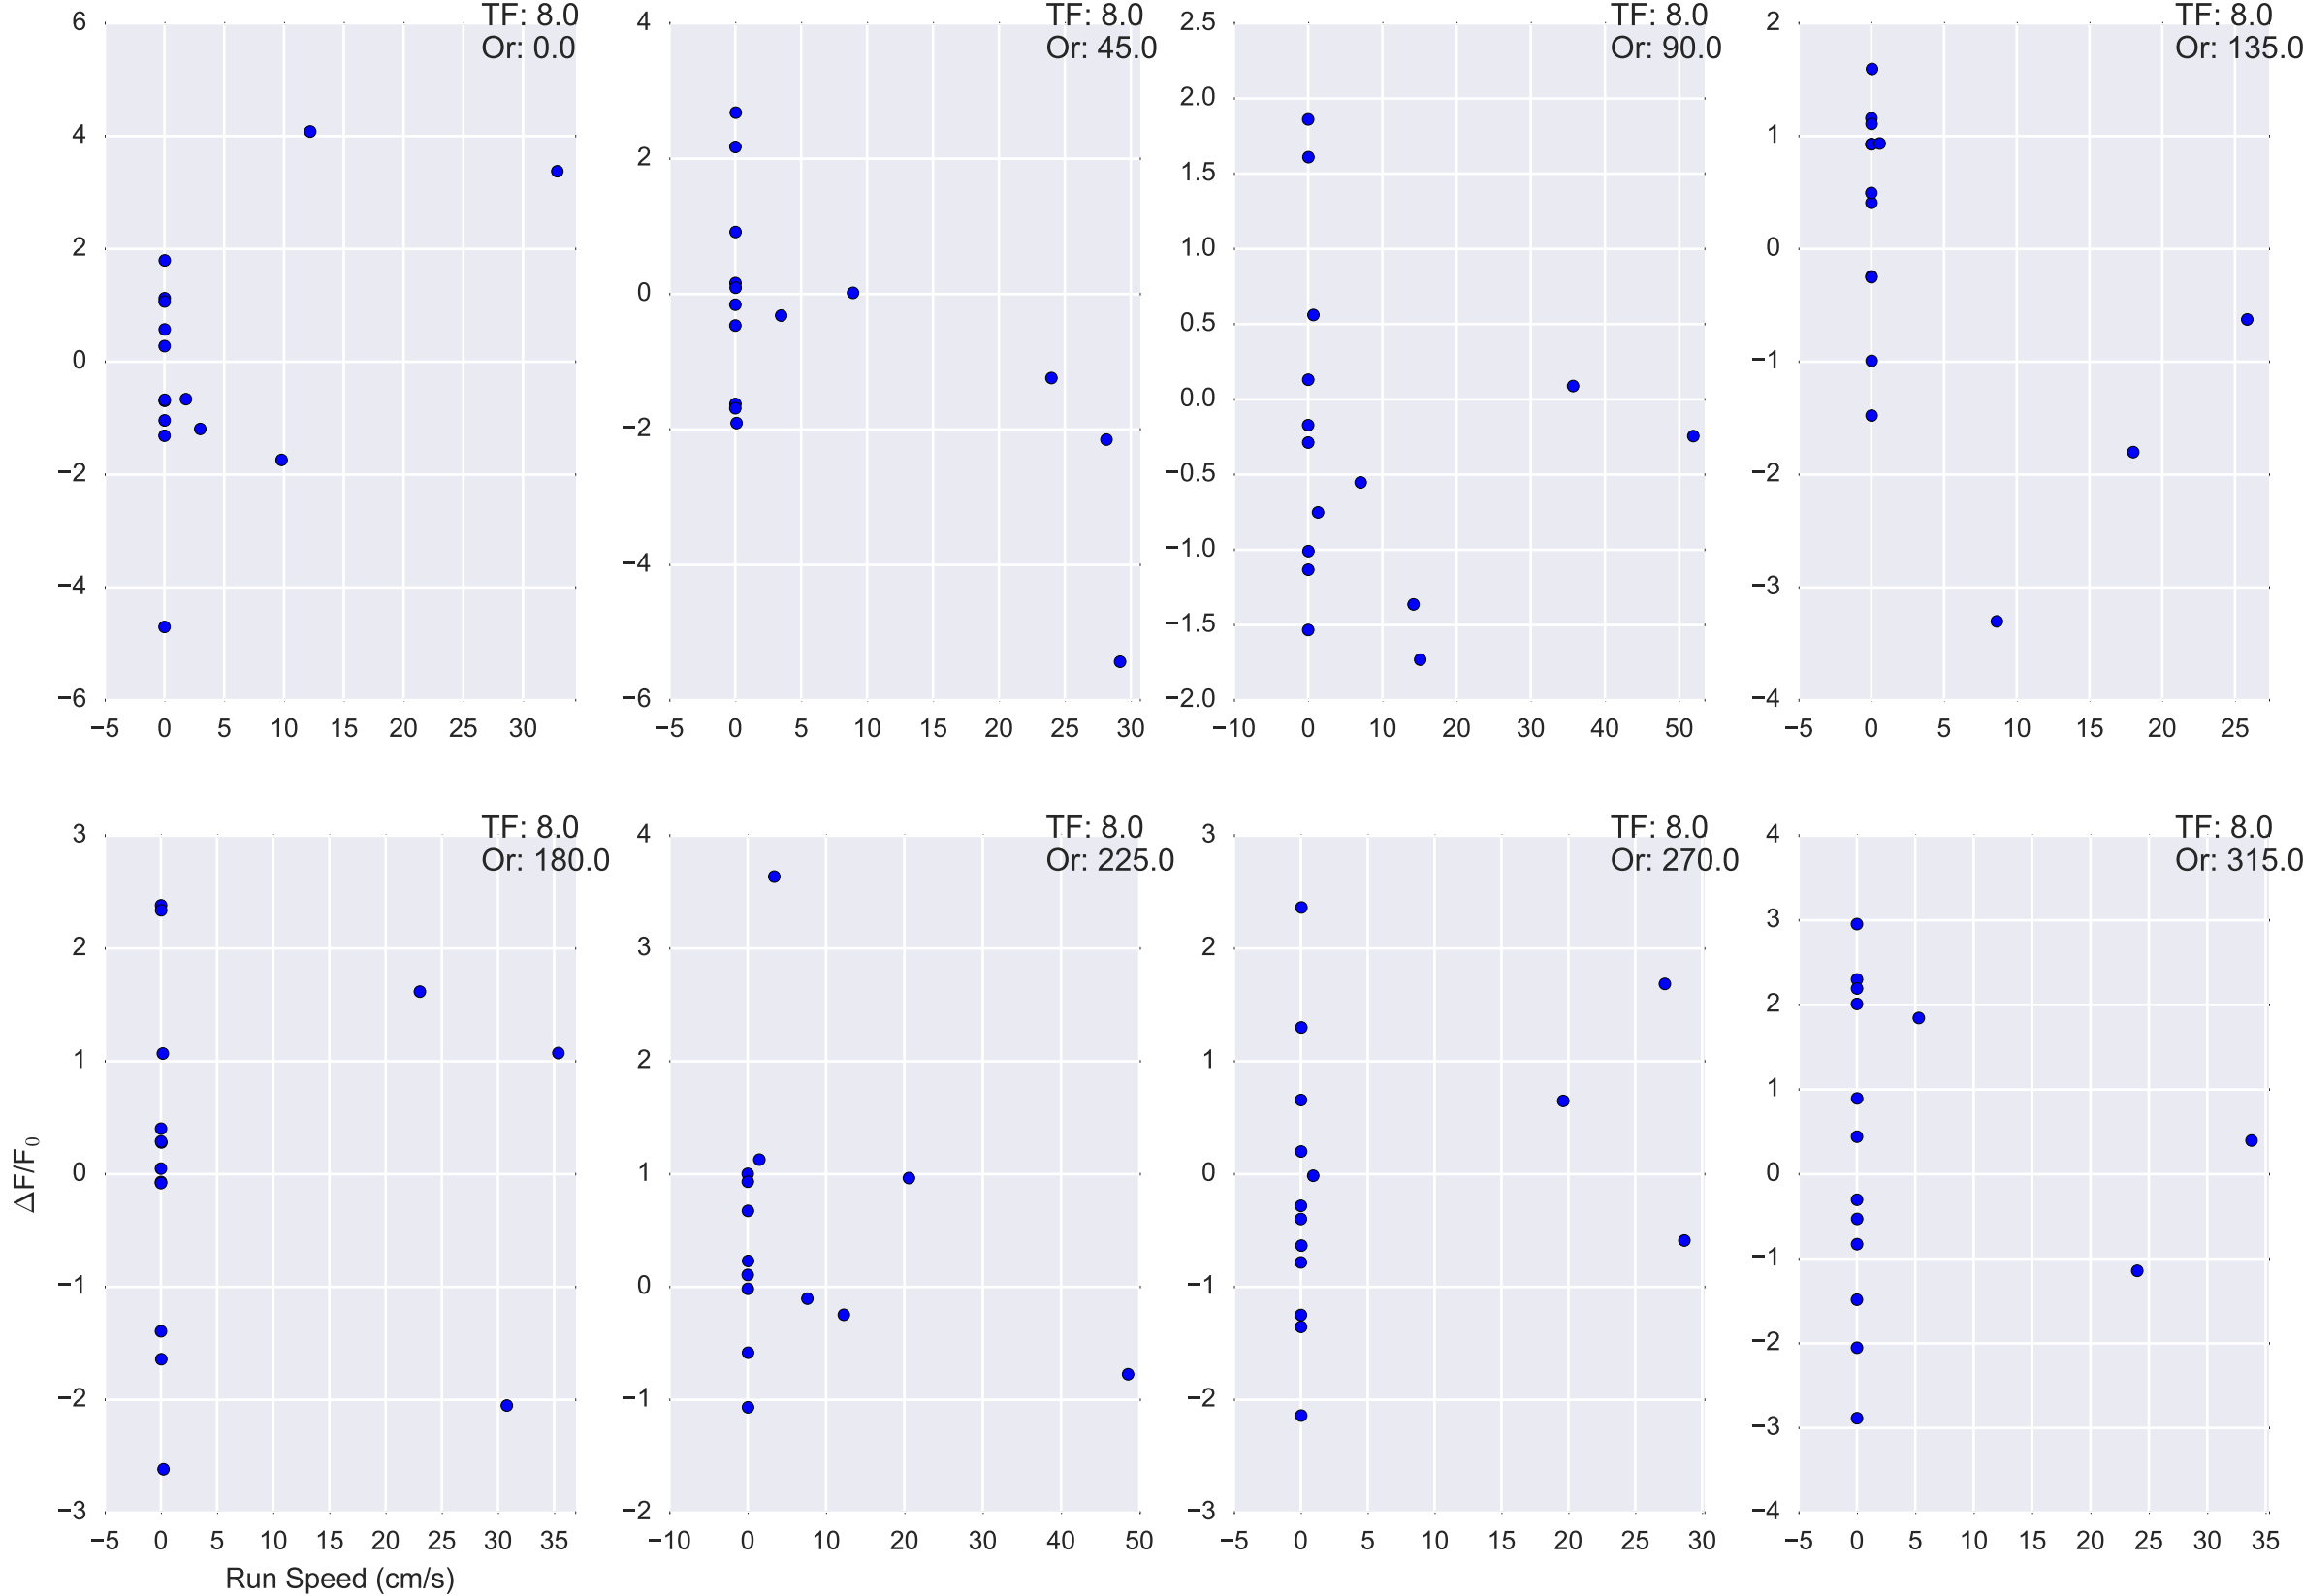 TF: 8.0
Or: 0.0
6
4
2
0
−2
−4
−6
−5 0 5 10 15 20 25 30
TF: 8.0
Or: 45.0
4
2
0
−2
−4
−6
−5 0 5 10 15 20 25 30
TF: 8.0
Or: 90.0
2.5
2.0
1.5
1.0
0.5
0.0
−0.5
−1.0
−1.5
−2.0
−10 0 10 20 30 40 50
TF: 8.0
Or: 135.0
2
1
0
−1
−2
−3
−4
−5 0 5 10 15 20 25
TF: 8.0
Or: 180.0
3
2
1
0
−1
−2
−3
−5 0 5 10 15 20 25 30 35
ΔF/F0
Run Speed (cm/s)
TF: 8.0
Or: 225.0
4
3
2
1
0
−1
−2
−10 0 10 20 30 40 50
TF: 8.0
Or: 270.0
3
2
1
0
−1
−2
−3
−5 0 5 10 15 20 25 30
TF: 8.0
Or: 315.0
4
3
2
1
0
−1
−2
−3
−4
−5 0 5 10 15 20 25 30 35